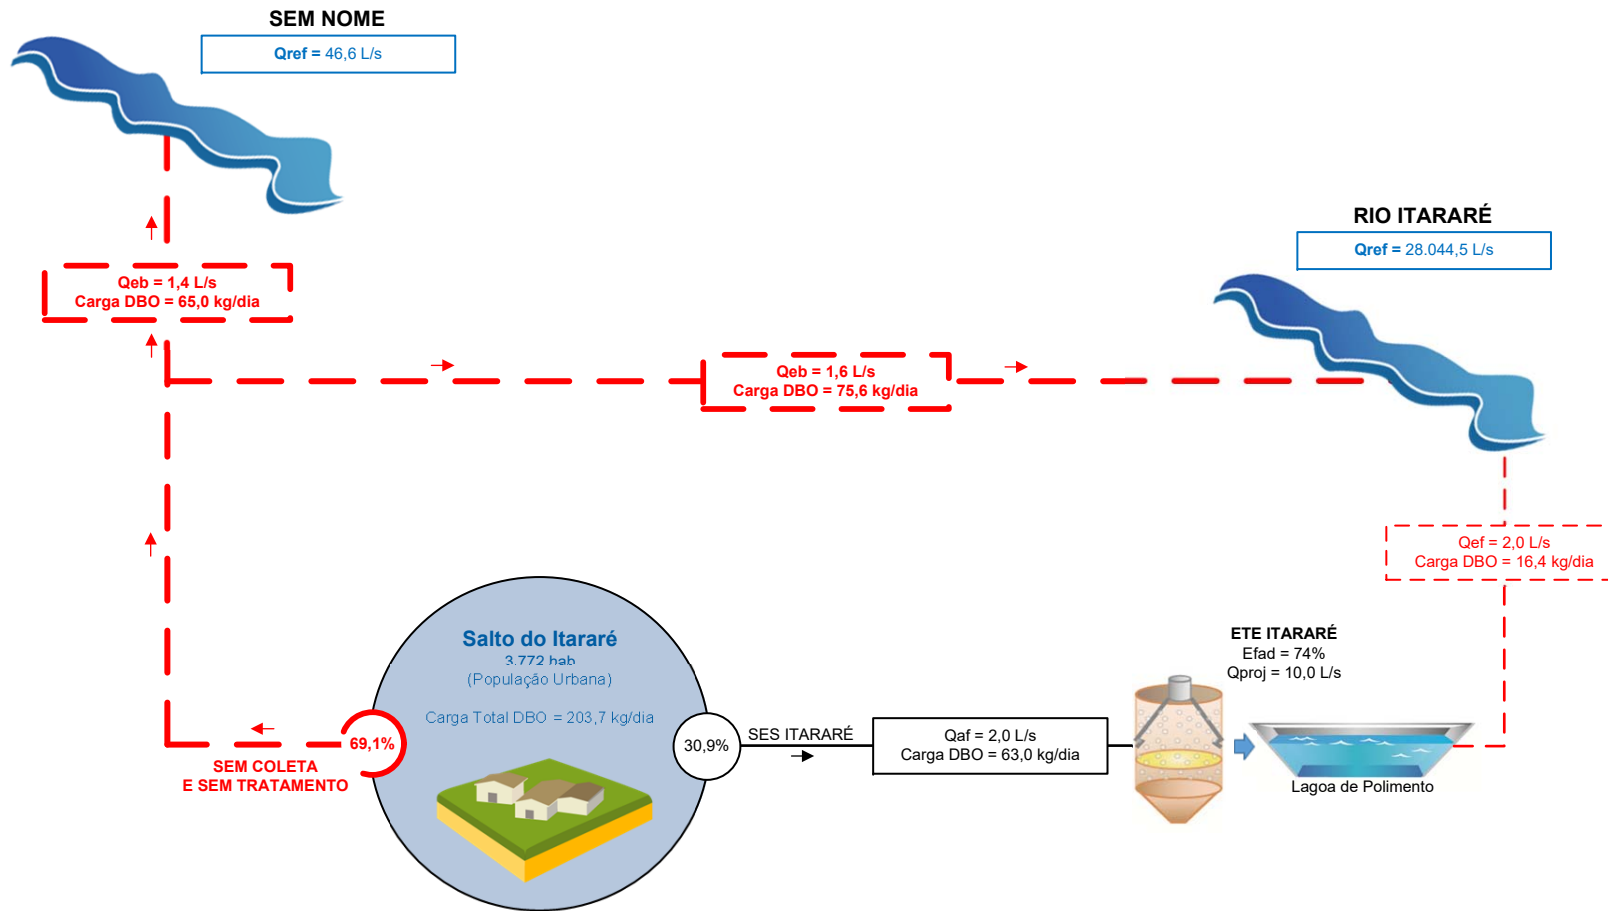 SEM NOME
Qref = 46,6 L/s
RIO ITARARÉ
Qref = 28.044,5 L/s
Qeb = 1,4 L/s
Carga DBO = 65,0 kg/dia
Qeb = 1,6 L/s
Carga DBO = 75,6 kg/dia
Qef = 2,0 L/s
Carga DBO = 16,4 kg/dia
Salto do Itararé
3.772 hab
(População Urbana)
Carga Total DBO = 203,7 kg/dia
69,1%
SEM COLETA
E SEM TRATAMENTO
30,9%
SES ITARARÉ
Qaf = 2,0 L/s
Carga DBO = 63,0 kg/dia
ETE ITARARÉ
Efad = 74%
Qproj = 10,0 L/s
Lagoa de Polimento